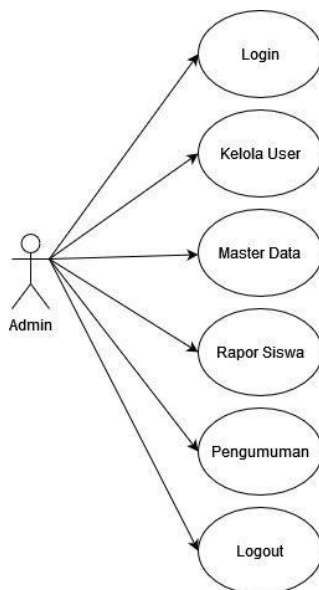 Login
Kelola User
Master Data
Admin
Rapor Siswa
Pengumuman
Logout